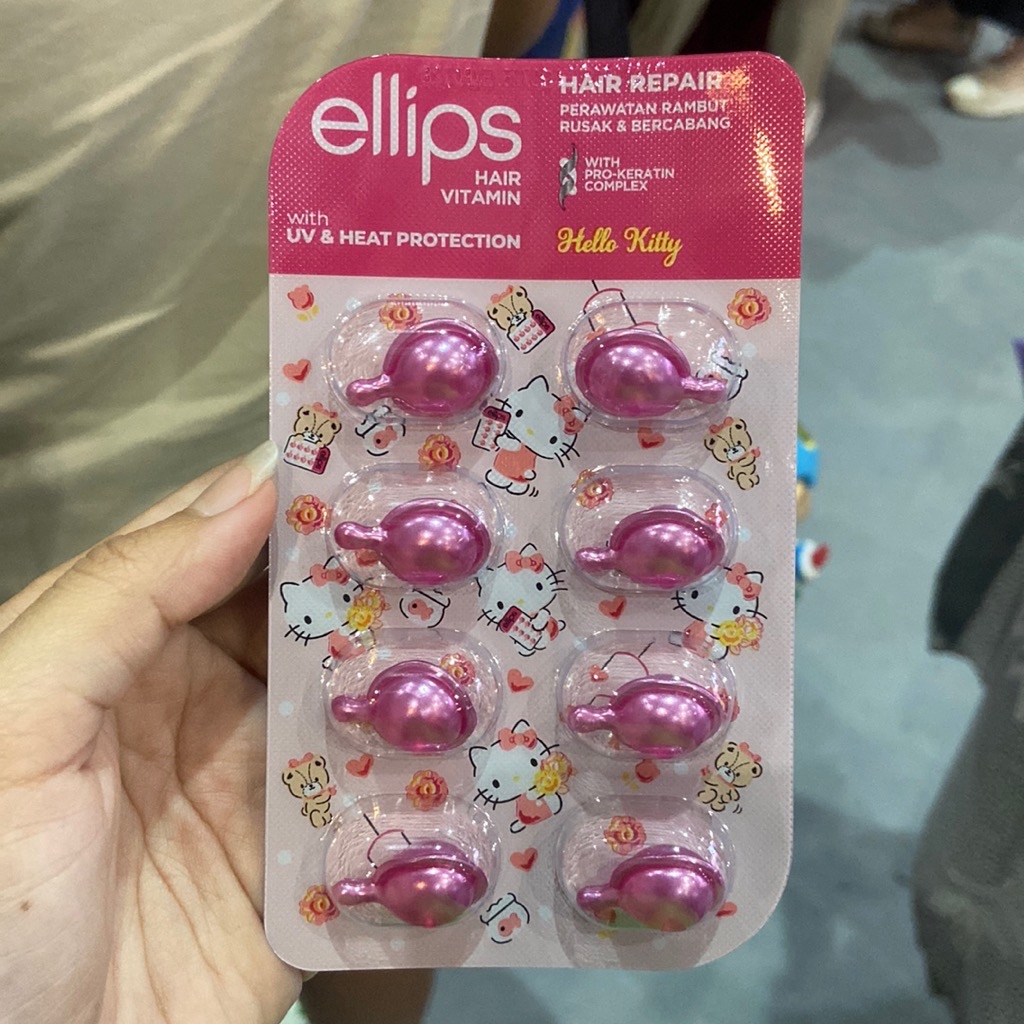 ellips
HAIR
VITAMIN
with
UV & HEAT PROTECTION
HAIR REPAIR
PERAWATAN RAMBUT
RUSAK & BERCABANG
WITH
PRO-KERATIN
COMPLEX
Hello Kitty